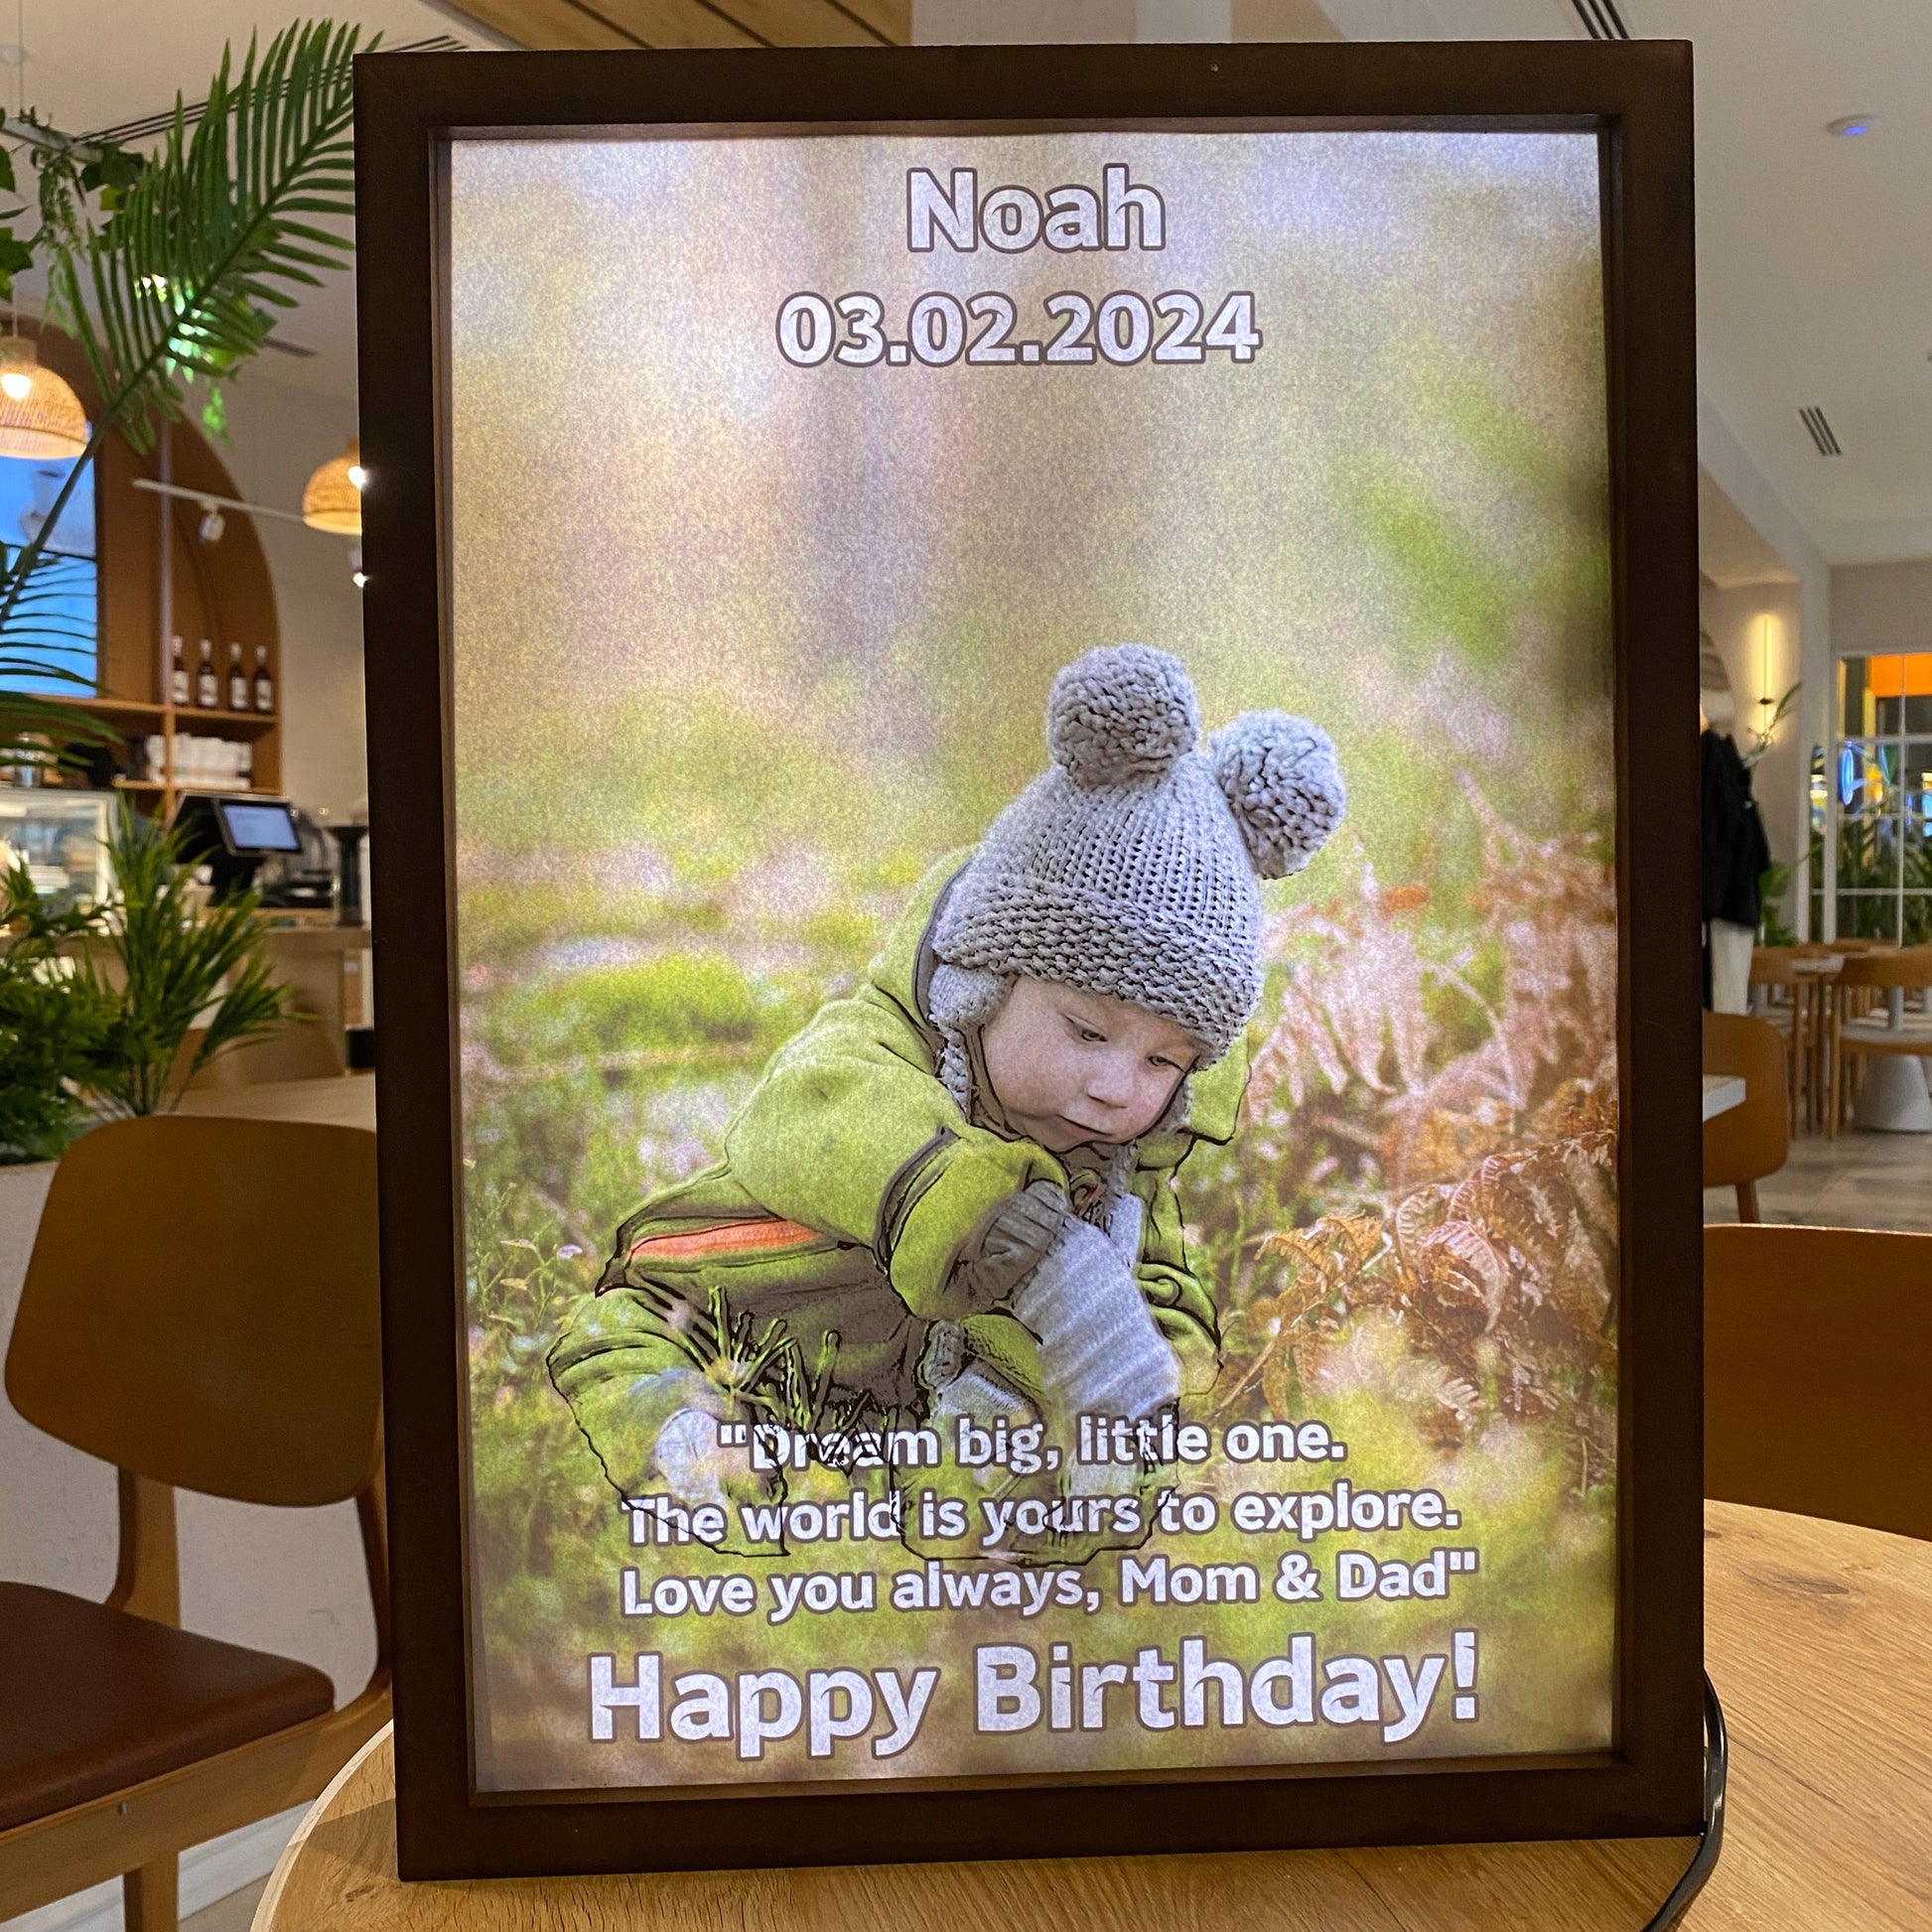 Noah
03.02.2024
"Dream big, little one.
The world is yours to explore.
Love you always, Mom & Dad"
Happy Birthday!